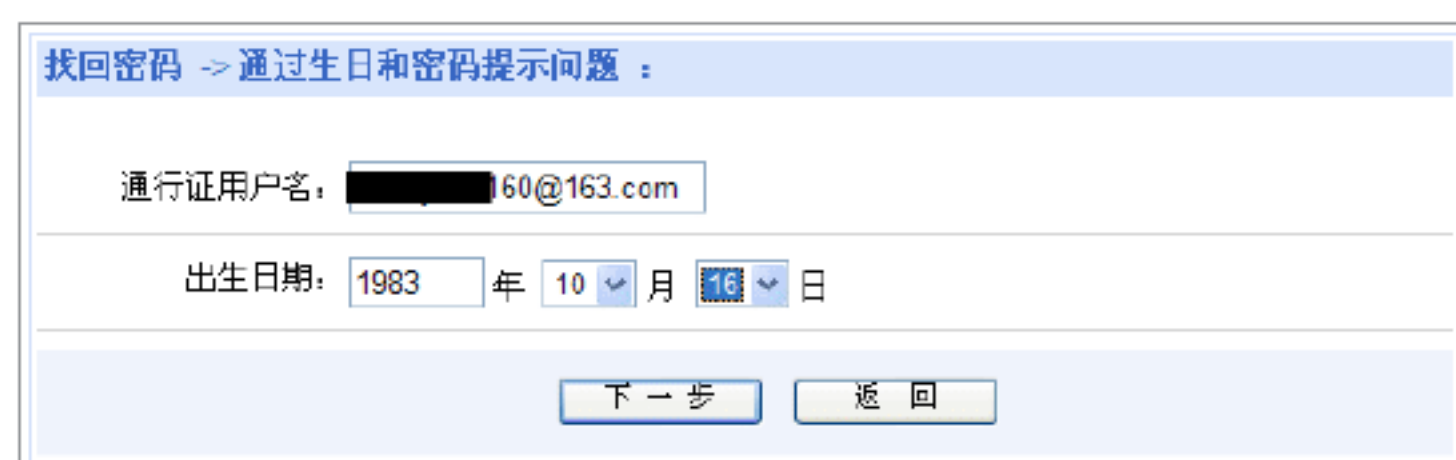 找回密码 -> 通过生日和密码提示问题 ：
通行证用户名：160@163.com
出生日期：1983 年 10 月 16 日
下一步 返 回